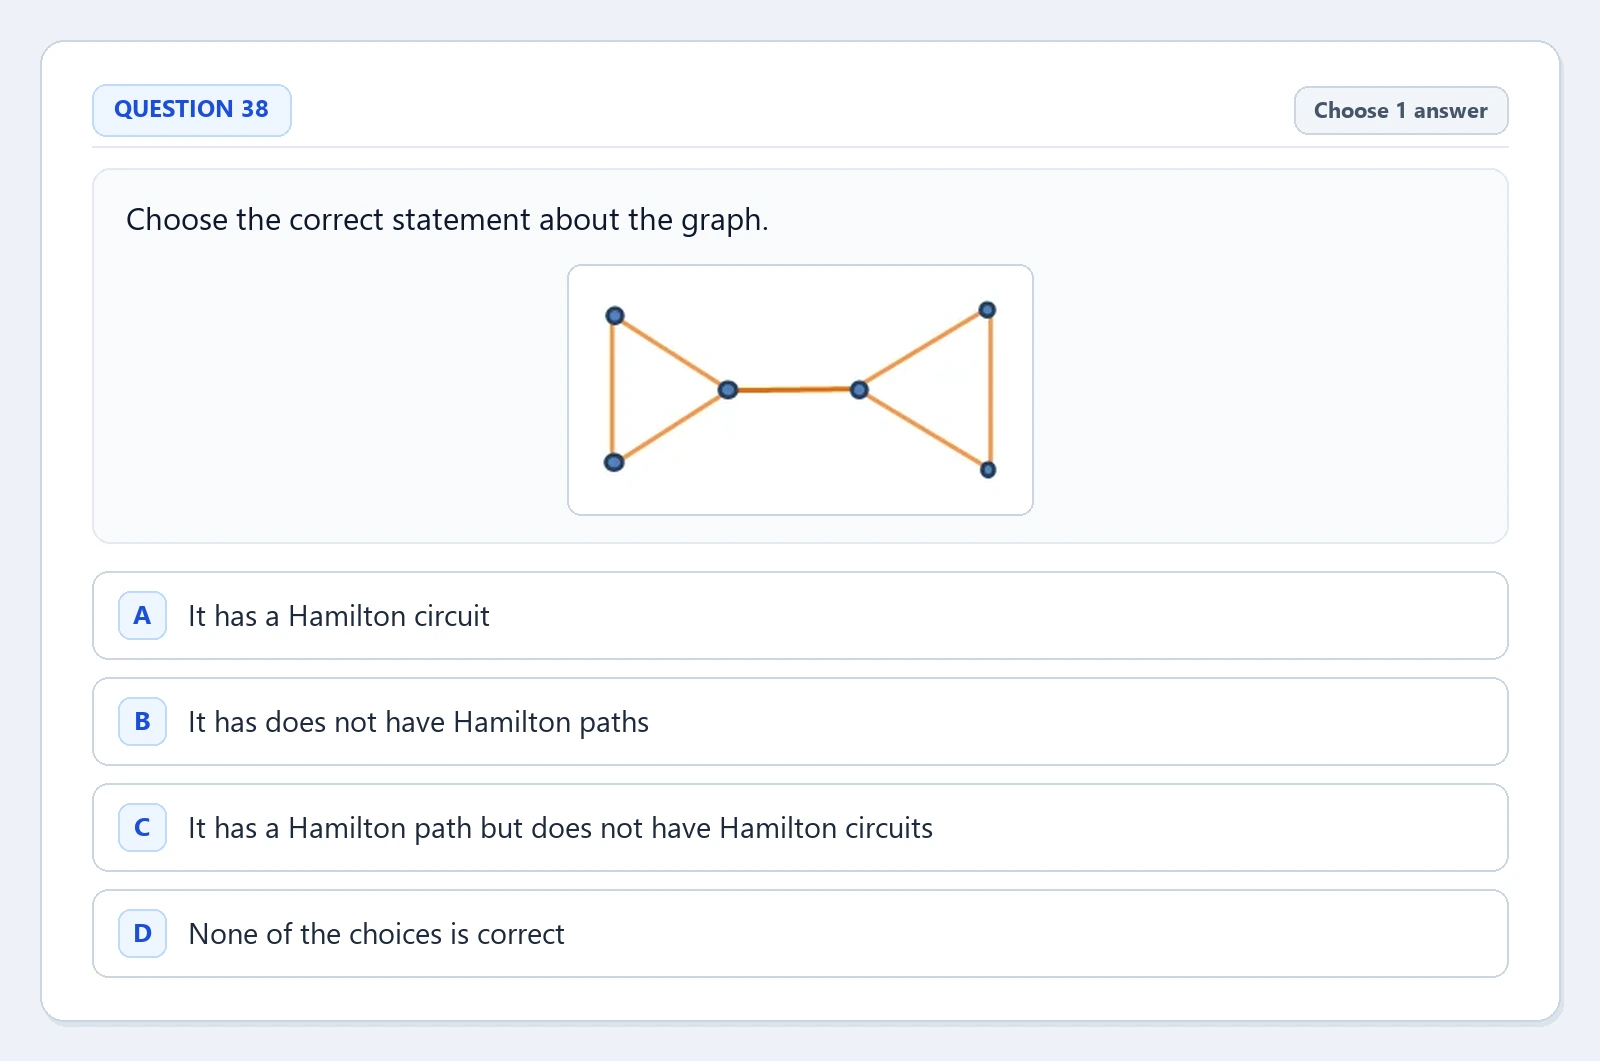 QUESTION 38
Choose 1 answer
Choose the correct statement about the graph.
A It has a Hamilton circuit
B It has does not have Hamilton paths
C It has a Hamilton path but does not have Hamilton circuits
D None of the choices is correct